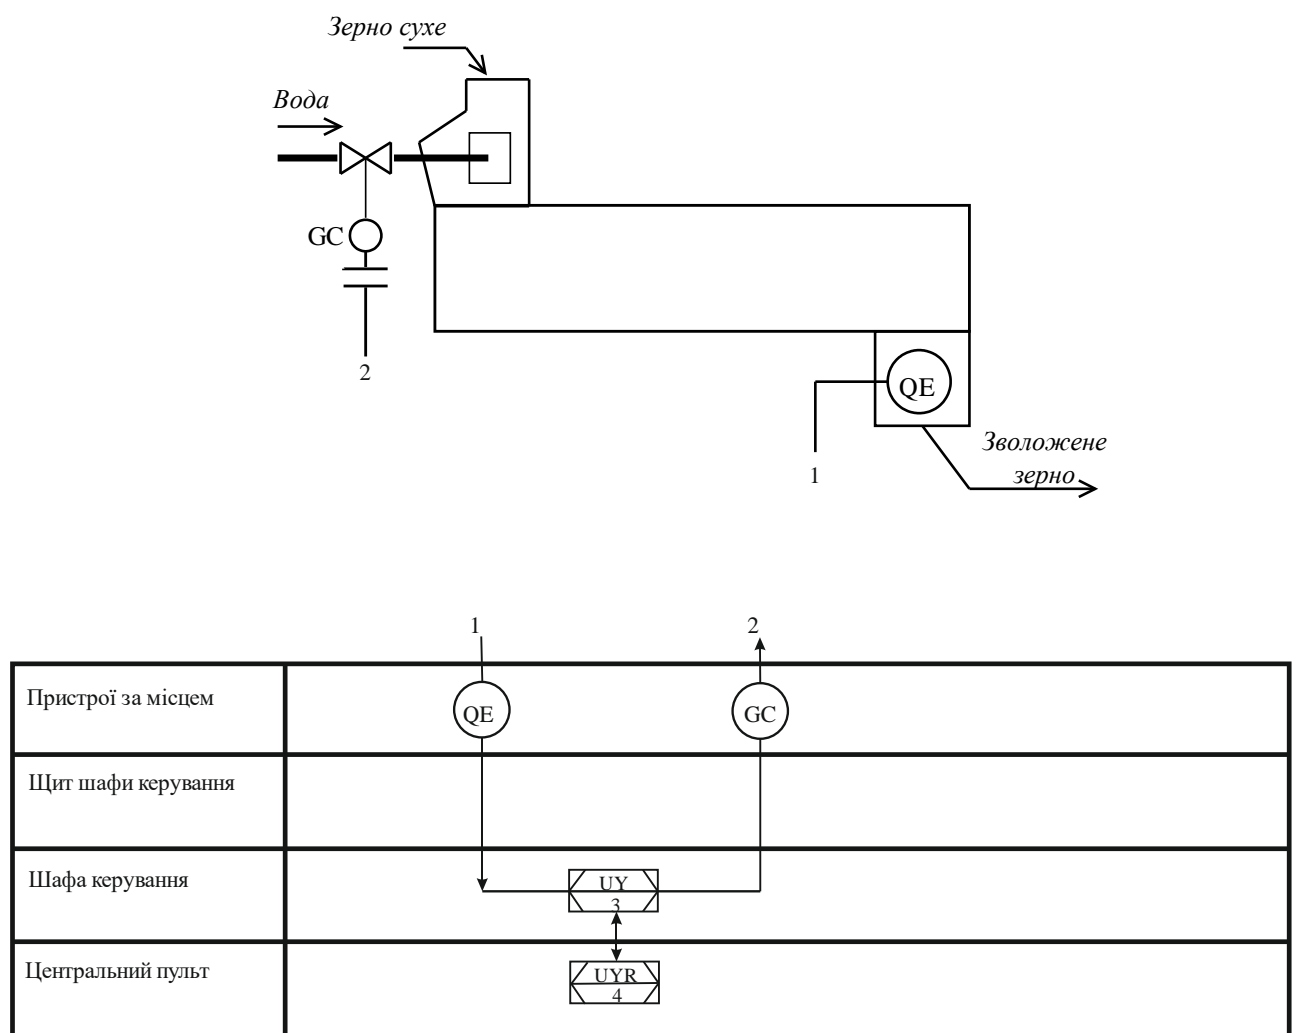 Зерно сухе
Вода
GC
2
QE
1
Зволожене
зерно
1
2
Пристрої за місцем
QE
GC
Щит шафи керування
Шафа керування
UY
3
Центральний пульт
UYR
4